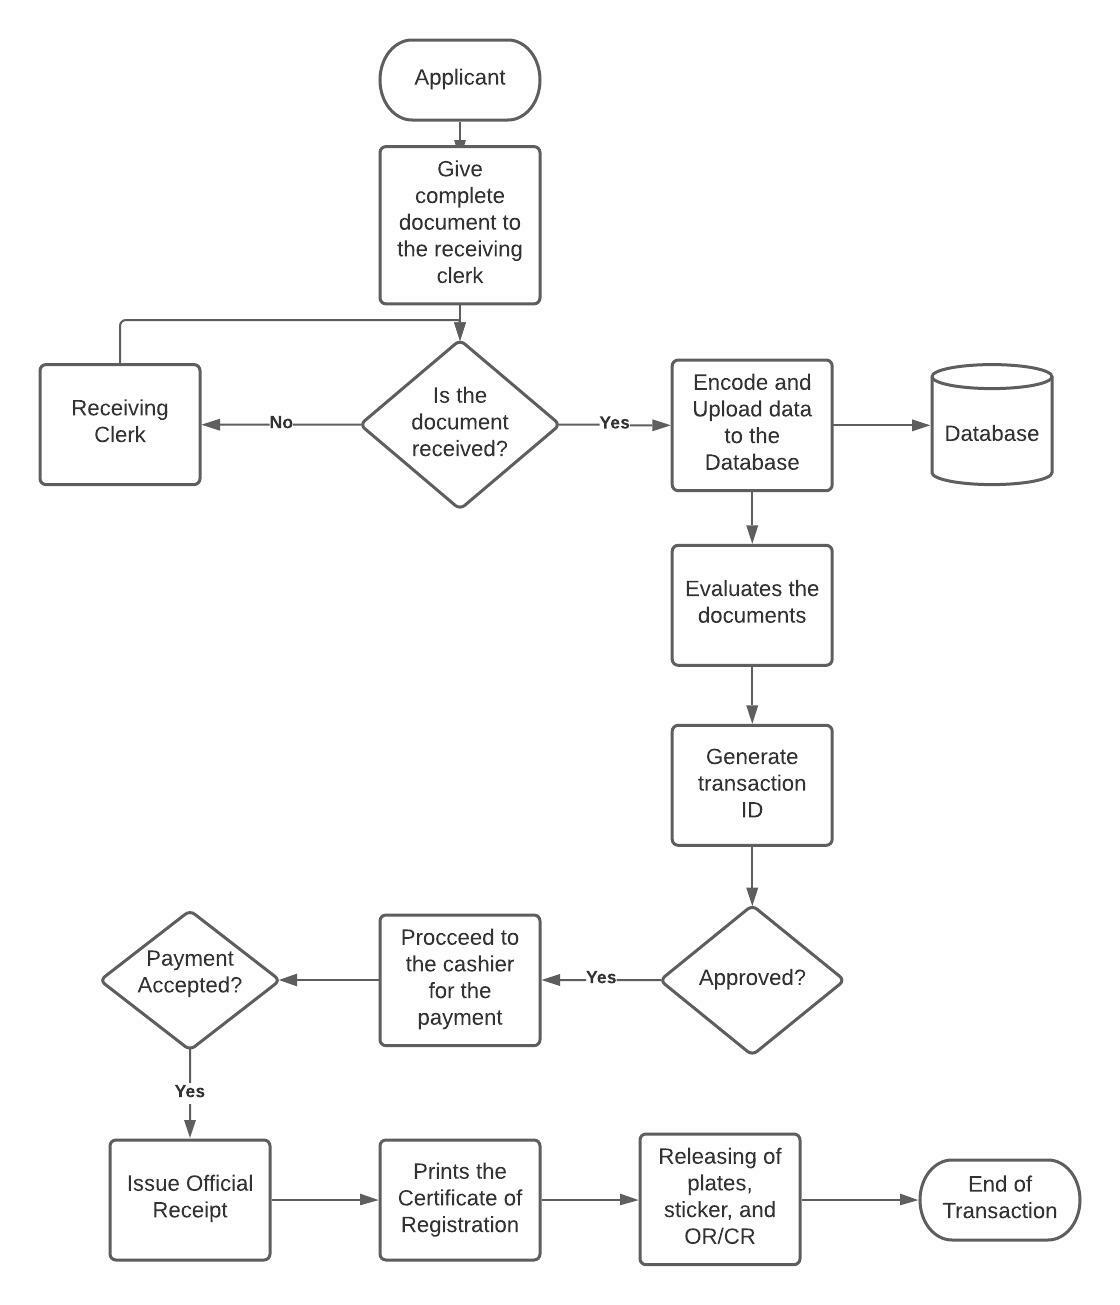 Applicant
Give
complete
document to
the receiving
clerk
Receiving
Clerk
No
Is the
document
received?
Yes
Encode and
Upload data
to the
Database
Database
Evaluates the
documents
Generate
transaction
ID
Approved?
Yes
Procceed to
the cashier
for the
payment
Payment
Accepted?
Yes
Issue Official
Receipt
Prints the
Certificate of
Registration
Releasing of
plates,
sticker, and
OR/CR
End of
Transaction